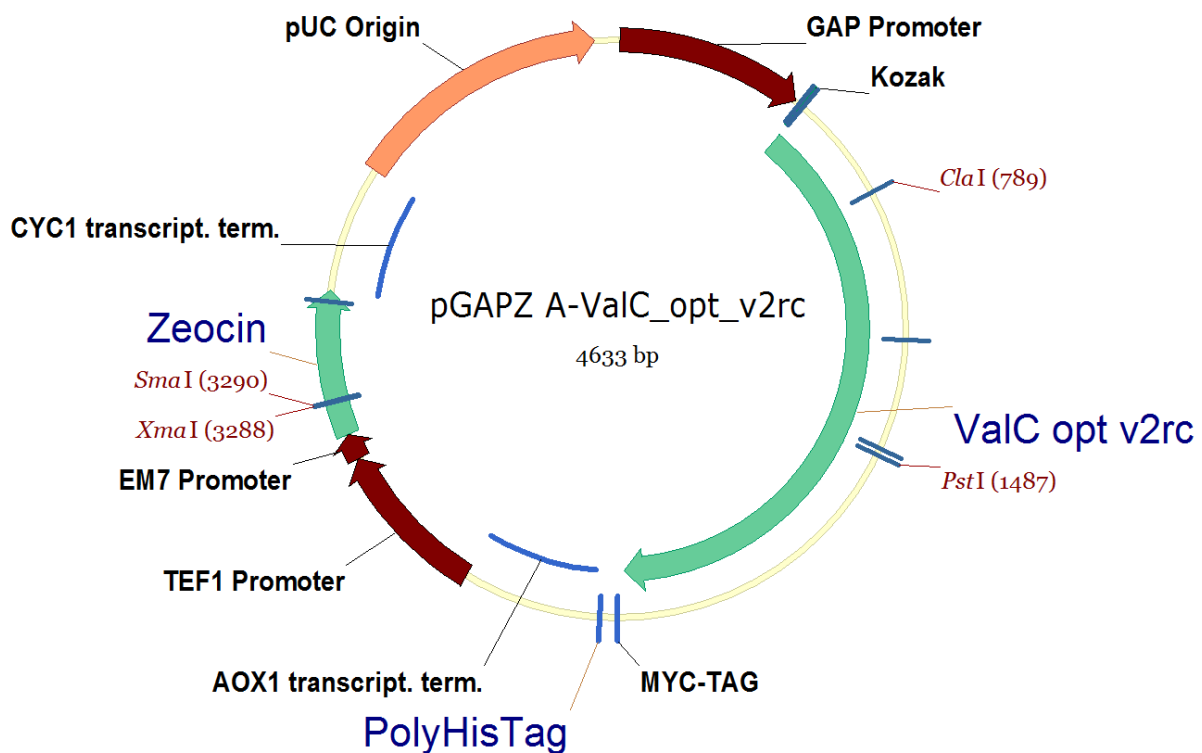 pUC Origin
GAP Promoter
Kozak
ClaI (789)
CYC1 transcript. term.
pGAPZ A-ValC_opt_v2rc
4633 bp
Zeocin
SmaI (3290)
XmaI (3288)
ValC opt v2rc
PstI (1487)
EM7 Promoter
TEF1 Promoter
AOX1 transcript. term.
MYC-TAG
PolyHisTag